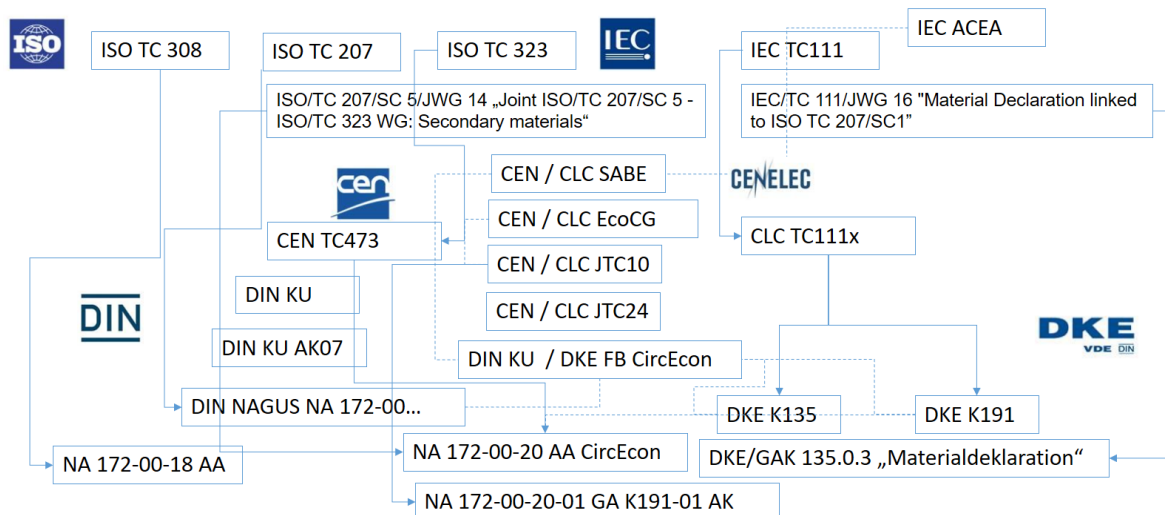 ISO
ISO TC 308
ISO TC 207
ISO TC 323
IEC
IEC TC111
IEC ACEA
ISO/TC 207/SC 5/JWG 14 „Joint ISO/TC 207/SC 5 -
ISO/TC 323 WG: Secondary materials“
IEC/TC 111/JWG 16 "Material Declaration linked
to ISO TC 207/SC1”
cen
CEN / CLC SABE
CENELEC
CEN / CLC EcoCG
CEN TC473
CLC TC111x
CEN / CLC JTC10
DIN KU
CEN / CLC JTC24
DIN
DIN KU AK07
DKE
VDE DIN
DIN KU / DKE FB CircEcon
DIN NAGUS NA 172-00...
DKE K135
DKE K191
NA 172-00-18 AA
NA 172-00-20 AA CircEcon
DKE/GAK 135.0.3 „Materialdeklaration“
NA 172-00-20-01 GA K191-01 AK